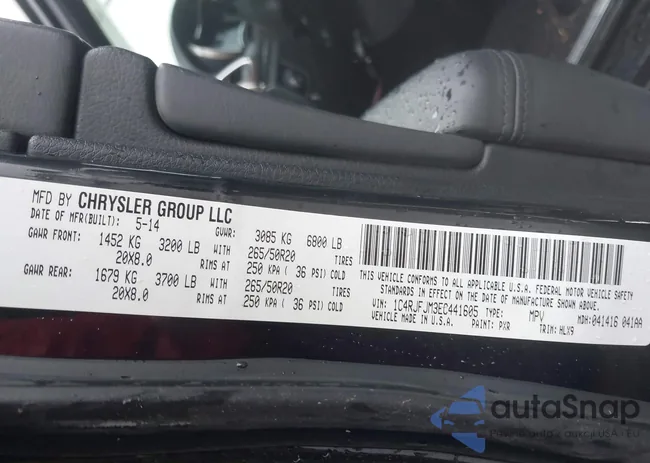 MFD BY CHRYSLER GROUP LLC
DATE OF MFR(BUILT): 5-14 GVWR: 3085 KG 6800 LB
GAWR FRONT: 1452 KG 3200 LB WITH 265/50R20 TIRES
20X8.0 RIMS AT 250 KPA ( 36 PSI) COLD
GAWR REAR: 1679 KG 3700 LB WITH 265/50R20 TIRES
20X8.0 RIMS AT 250 KPA ( 36 PSI) COLD
THIS VEHICLE CONFORMS TO ALL APPLICABLE U.S.A. FEDERAL MOTOR VEHICLE SAFETY
STANDARDS IN EFFECT ON THE DATE OF MANUFACTURE SHOWN ABOVE.
VIN: 1C4RJFJM3EC441605 TYPE: MPV MDH:041416 041AA
MADE IN U.S.A. PAINT: PXR TRIM: HLX9
autaSnap